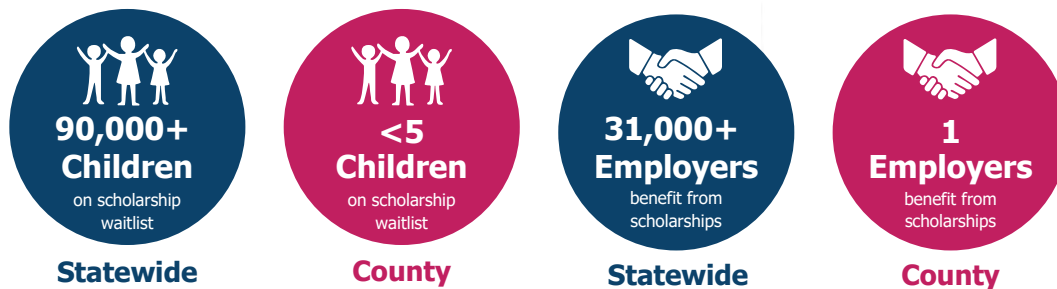 90,000+
Children
on scholarship
waitlist
Statewide
<5
Children
on scholarship
waitlist
County
31,000+
Employers
benefit from
scholarships
Statewide
1
Employers
benefit from
scholarships
County